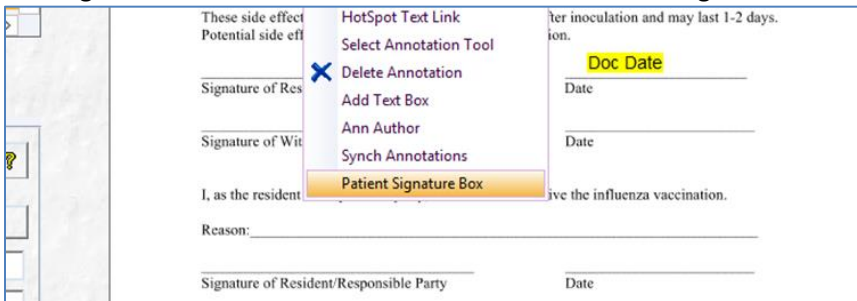 These side effect
HotSpot Text Link
ter inoculation and may last 1-2 days.
Potential side eff
Select Annotation Tool
ion.
Doc Date
Delete Annotation
Signature of Res
Date
Add Text Box
Ann Author
Signature of Wit
Date
Synch Annotations
Patient Signature Box
I, as the resident
ive the influenza vaccination.
Reason:
Signature of Resident/Responsible Party
Date